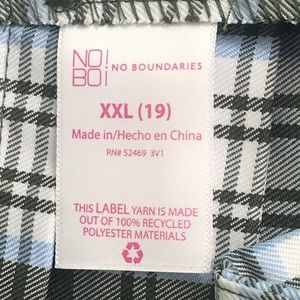 NO!
BO! NO BOUNDARIES
XXL (19)
Made in/Hecho en China
RN# 52469 3V1
THIS LABEL YARN IS MADE
OUT OF 100% RECYCLED
POLYESTER MATERIALS